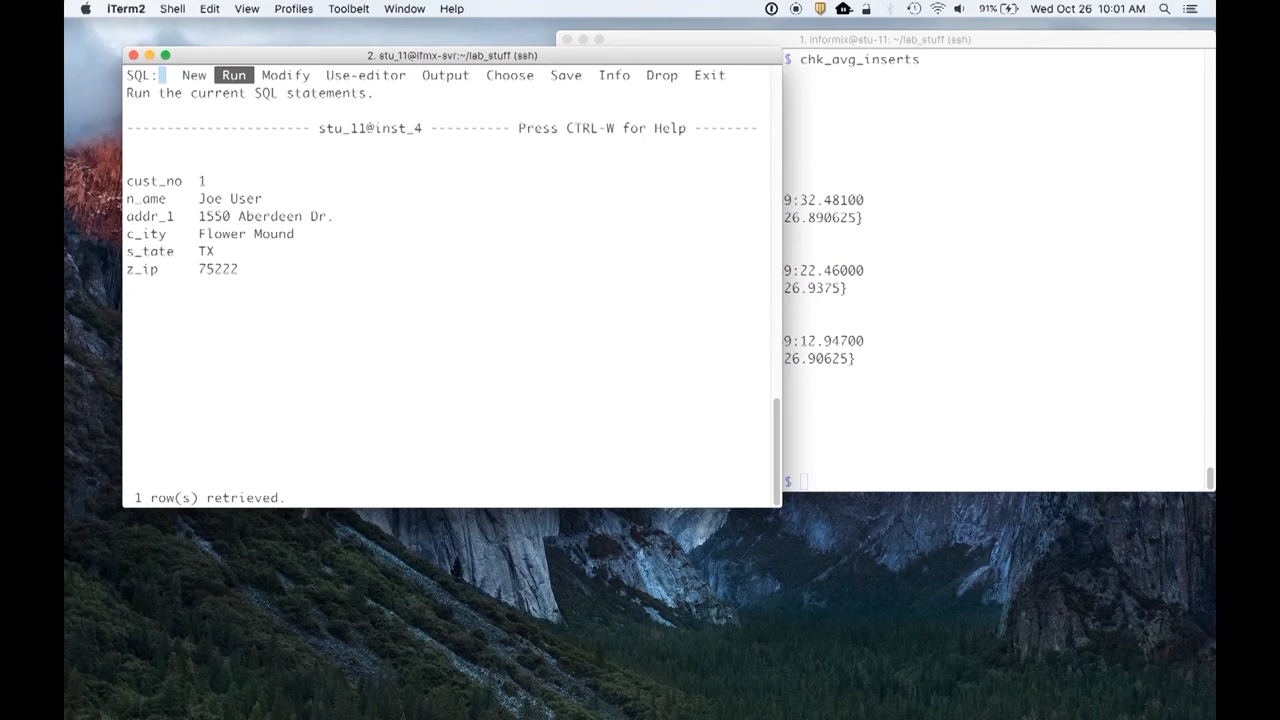 iTerm2 Shell Edit View Profiles Toolbelt Window Help 91% Wed Oct 26 10:01 AM
1. informix@stu-11: ~/lab_stuff (ssh)
2. stu_11@ifmx-svr:~/lab_stuff (ssh)
SQL: New Run Modify Use-editor Output Choose Save Info Drop Exit
Run the current SQL statements.
----------------------- stu_11@inst_4 ---------- Press CTRL-W for Help -------
cust_no 1
n_ame Joe User
addr_1 1550 Aberdeen Dr.
c_ity Flower Mound
s_tate TX
z_ip 75222
1 row(s) retrieved.
$ chk_avg_inserts
9:32.48100
26.890625}
9:22.46000
26.9375}
9:12.94700
26.90625}
$